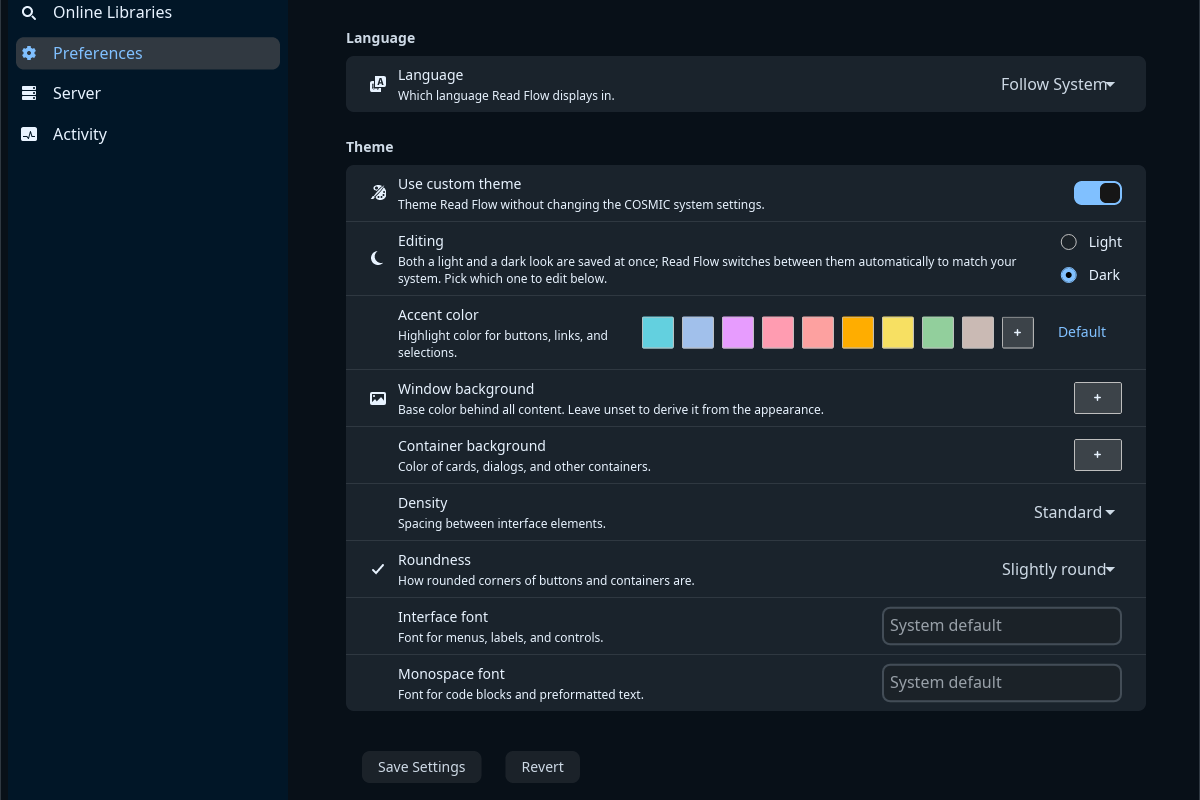 Online Libraries
Preferences
Server
Activity
Language
Language
Which language Read Flow displays in.
Follow System
Theme
Use custom theme
Theme Read Flow without changing the COSMIC system settings.
Editing
Both a light and a dark look are saved at once; Read Flow switches between them automatically to match your
system. Pick which one to edit below.
Light
Dark
Accent color
Highlight color for buttons, links, and
selections.
+
Default
Window background
Base color behind all content. Leave unset to derive it from the appearance.
+
Container background
Color of cards, dialogs, and other containers.
+
Density
Spacing between interface elements.
Standard
Roundness
How rounded corners of buttons and containers are.
Slightly round
Interface font
Font for menus, labels, and controls.
System default
Monospace font
Font for code blocks and preformatted text.
System default
Save Settings
Revert